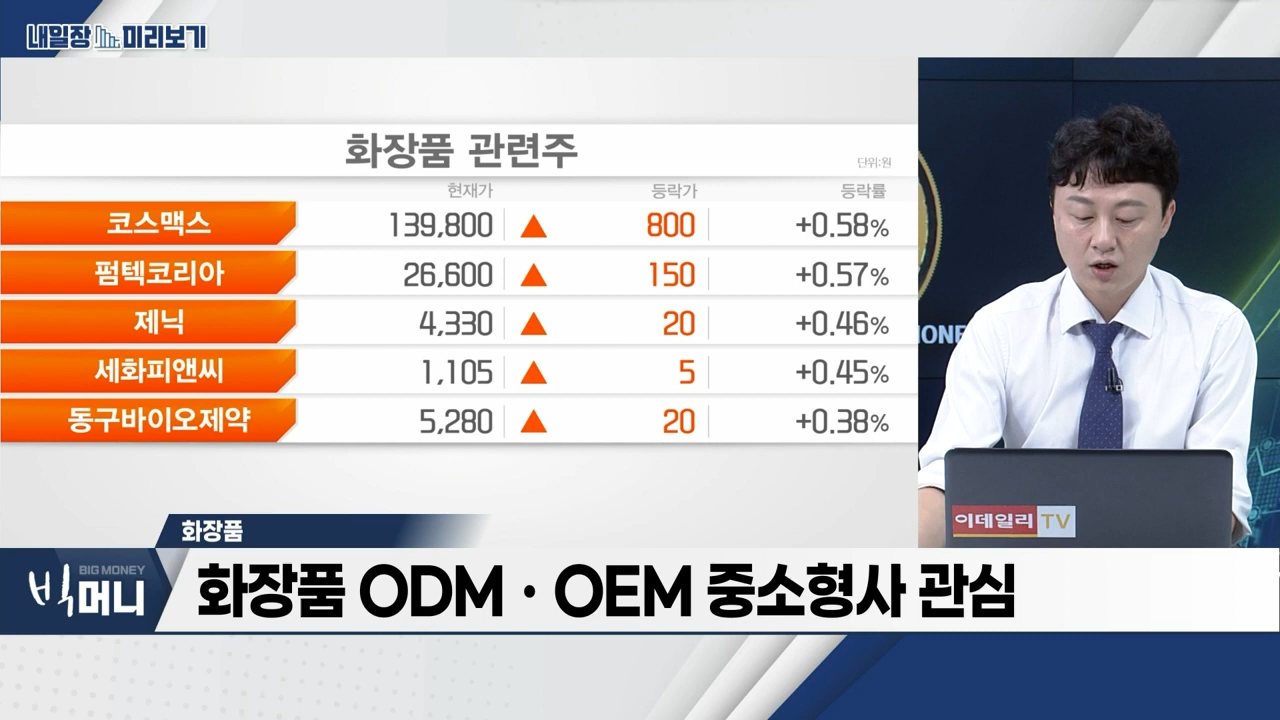 내일장 미리보기
화장품 관련주
단위:원
현재가 등락가 등락률
코스맥스 139,800 ▲ 800 +0.58%
펌텍코리아 26,600 ▲ 150 +0.57%
제닉 4,330 ▲ 20 +0.46%
세화피앤씨 1,105 ▲ 5 +0.45%
동구바이오제약 5,280 ▲ 20 +0.38%
이데일리TV
화장품
BIG MONEY
빅머니
화장품 ODM · OEM 중소형사 관심